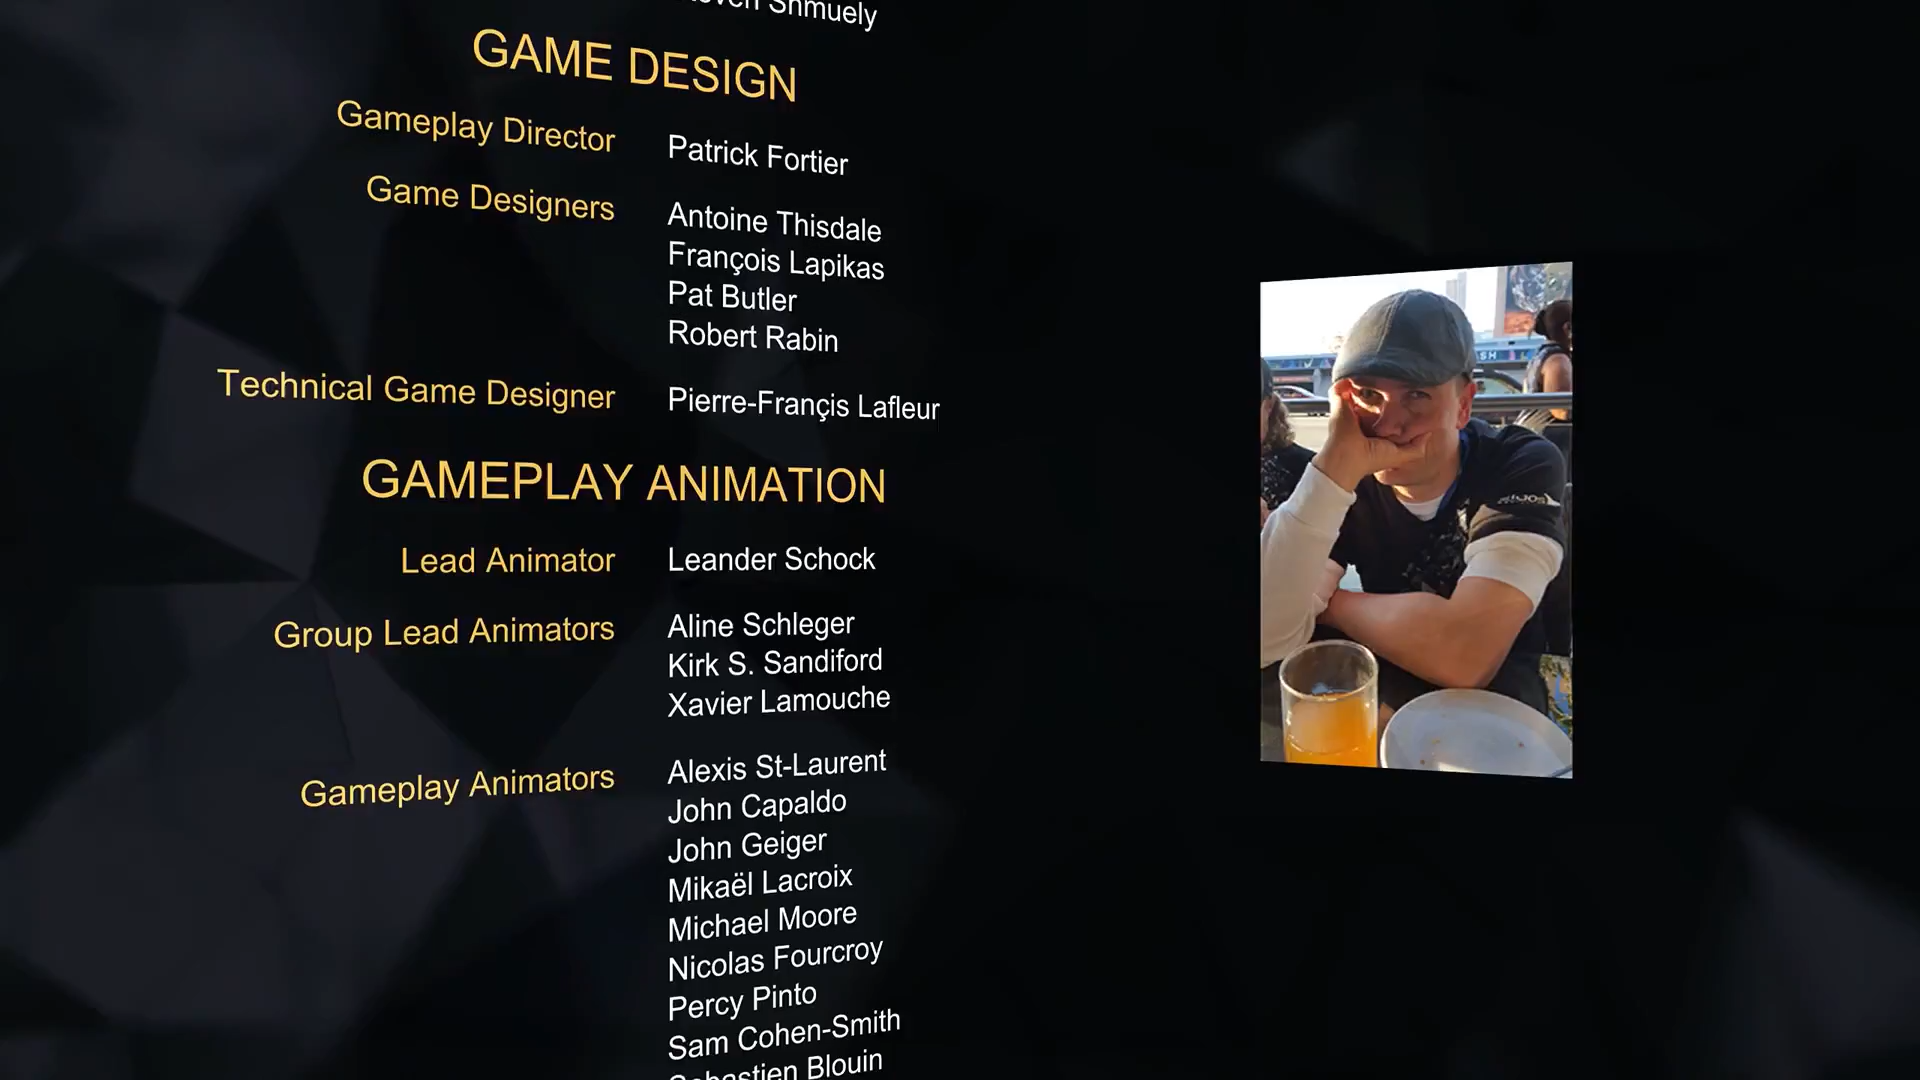 Shmuely
GAME DESIGN
Gameplay Director Patrick Fortier
Game Designers Antoine Thisdale
François Lapikas
Pat Butler
Robert Rabin
Technical Game Designer Pierre-Françis Lafleur
GAMEPLAY ANIMATION
Lead Animator Leander Schock
Group Lead Animators Aline Schleger
Kirk S. Sandiford
Xavier Lamouche
Gameplay Animators Alexis St-Laurent
John Capaldo
John Geiger
Mikaël Lacroix
Michael Moore
Nicolas Fourcroy
Percy Pinto
Sam Cohen-Smith
Sebastien Blouin